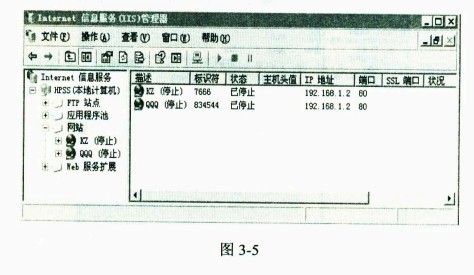 Internet 信息服务(IIS)管理器
文件(F) 操作(A) 查看(V) 窗口(W) 帮助(H)
Internet 信息服务
HPSS(本地计算机)
FTP 站点
应用程序池
网站
KZ (停止)
QQQ (停止)
Web 服务扩展
描述 标识符 状态 主机头值 IP 地址 端口 SSL 端口 状况
KZ (停止) 7666 已停止 192.168.1.2 80
QQQ (停止) 834544 已停止 192.168.1.2 80
图 3-5